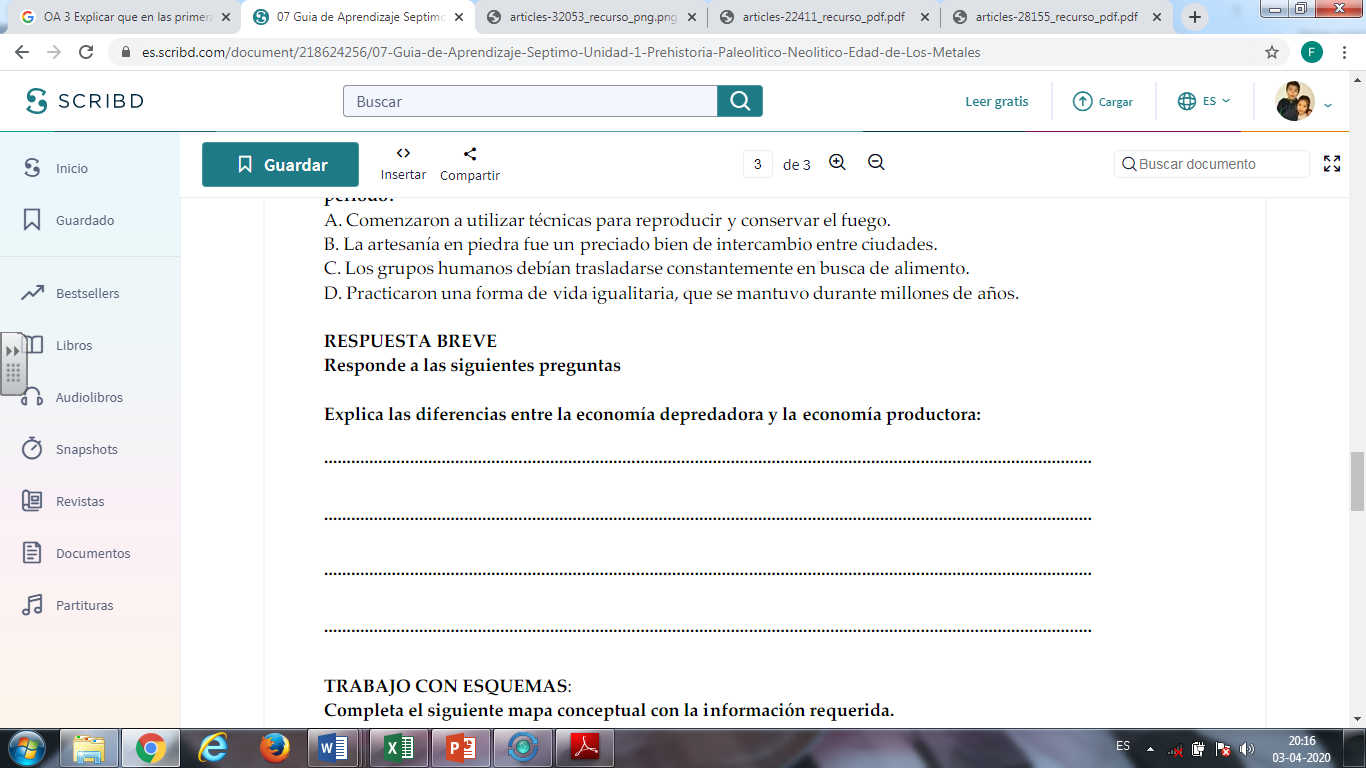 OA 3 Explicar que en las primera
07 Guia de Aprendizaje Septimo
articles-32053_recurso_png.png
articles-22411_recurso_pdf.pdf
articles-28155_recurso_pdf.pdf
es.scribd.com/document/218624256/07-Guia-de-Aprendizaje-Septimo-Unidad-1-Prehistoria-Paleolitico-Neolitico-Edad-de-Los-Metales
F
SCRIBD
Buscar
Leer gratis
Cargar
ES
Guardar
Insertar
Compartir
3 de 3
Buscar documento
Inicio
Guardado
Bestsellers
Libros
Audiolibros
Snapshots
Revistas
Documentos
Partituras
periodo?
A. Comenzaron a utilizar técnicas para reproducir y conservar el fuego.
B. La artesanía en piedra fue un preciado bien de intercambio entre ciudades.
C. Los grupos humanos debían trasladarse constantemente en busca de alimento.
D. Practicaron una forma de vida igualitaria, que se mantuvo durante millones de años.
RESPUESTA BREVE
Responde a las siguientes preguntas
Explica las diferencias entre la economía depredadora y la economía productora:
TRABAJO CON ESQUEMAS:
Completa el siguiente mapa conceptual con la información requerida.
ES
20:16
03-04-2020